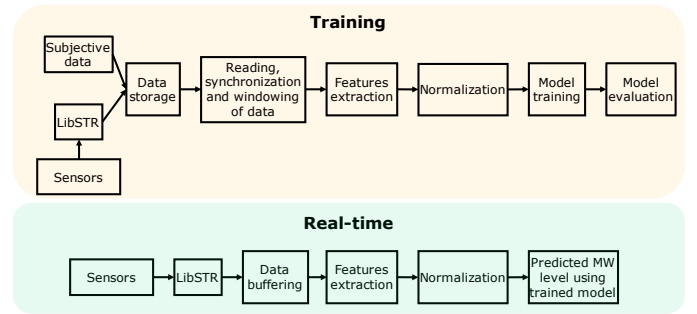 Training
Subjective
data
LibSTR
Sensors
Data
storage
Reading,
synchronization
and windowing
of data
Features
extraction
Normalization
Model
training
Model
evaluation
Real-time
Sensors
LibSTR
Data
buffering
Features
extraction
Normalization
Predicted MW
level using
trained model